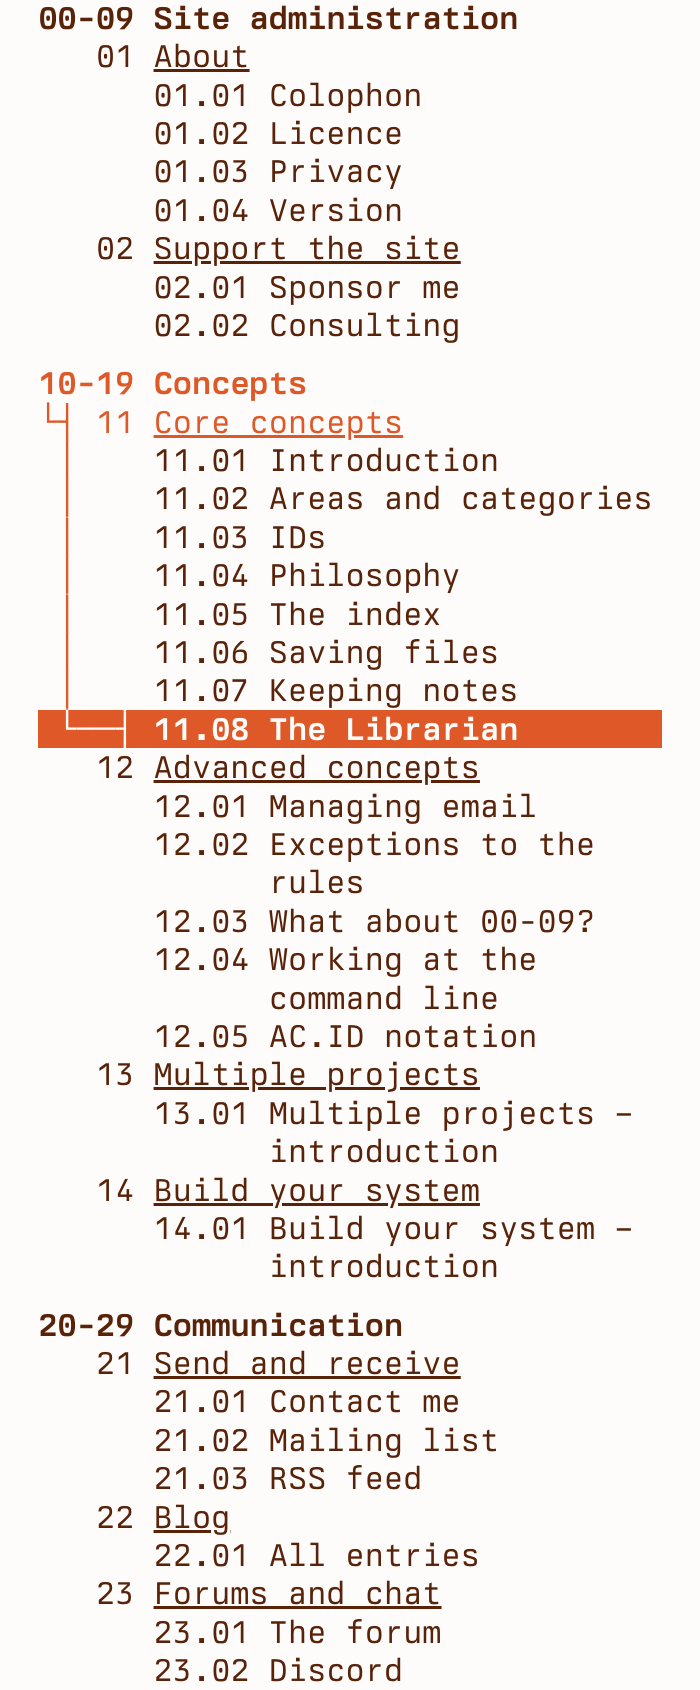 00-09 Site administration
01 About
01.01 Colophon
01.02 Licence
01.03 Privacy
01.04 Version
02 Support the site
02.01 Sponsor me
02.02 Consulting
10-19 Concepts
11 Core concepts
11.01 Introduction
11.02 Areas and categories
11.03 IDs
11.04 Philosophy
11.05 The index
11.06 Saving files
11.07 Keeping notes
11.08 The Librarian
12 Advanced concepts
12.01 Managing email
12.02 Exceptions to the
rules
12.03 What about 00-09?
12.04 Working at the
command line
12.05 AC.ID notation
13 Multiple projects
13.01 Multiple projects –
introduction
14 Build your system
14.01 Build your system –
introduction
20-29 Communication
21 Send and receive
21.01 Contact me
21.02 Mailing list
21.03 RSS feed
22 Blog
22.01 All entries
23 Forums and chat
23.01 The forum
23.02 Discord